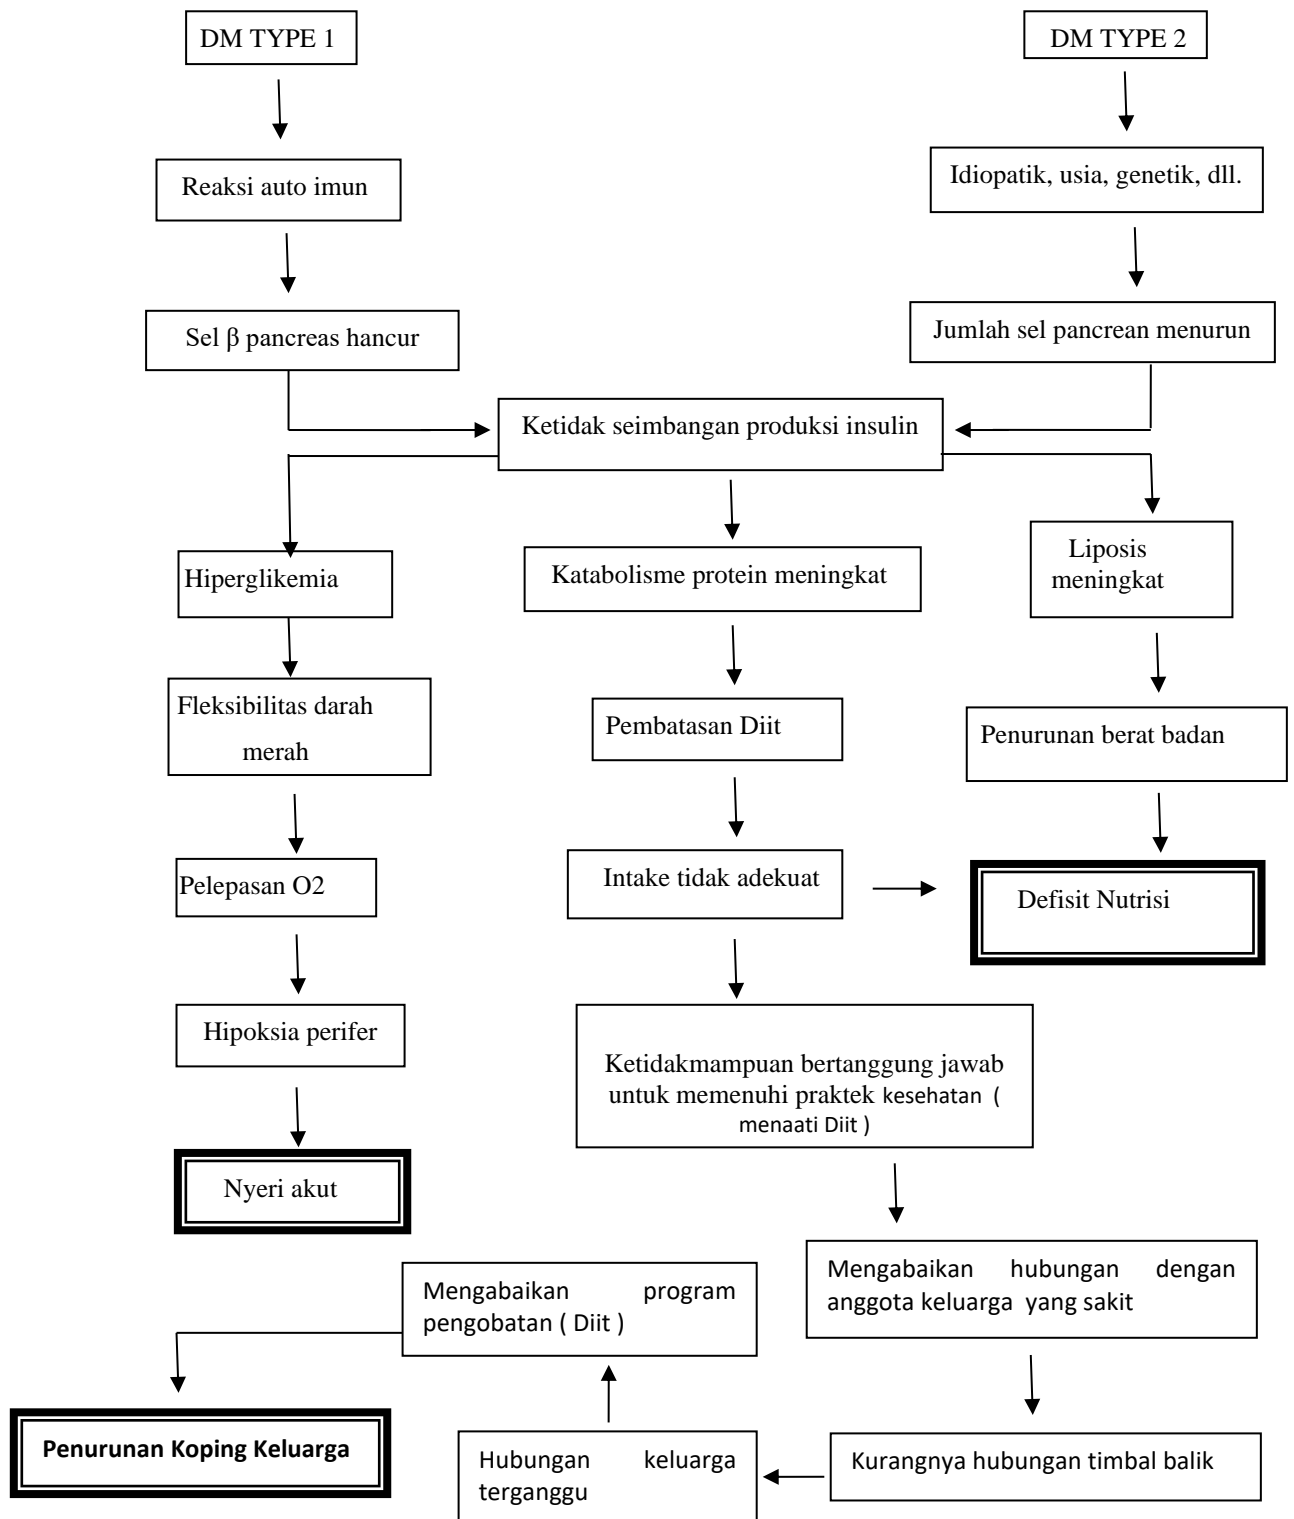 DM TYPE 1
DM TYPE 2
Reaksi auto imun
Idiopatik, usia, genetik, dll.
Sel β pancreas hancur
Jumlah sel pancrean menurun
Ketidak seimbangan produksi insulin
Hiperglikemia
Katabolisme protein meningkat
Liposis
meningkat
Fleksibilitas darah
merah
Pembatasan Diit
Penurunan berat badan
Pelepasan O2
Intake tidak adekuat
Defisit Nutrisi
Hipoksia perifer
Ketidakmampuan bertanggung jawab
untuk memenuhi praktek kesehatan (
menaati Diit )
Nyeri akut
Mengabaikan hubungan dengan
anggota keluarga yang sakit
Mengabaikan program
pengobatan ( Diit )
Penurunan Koping Keluarga
Hubungan keluarga
terganggu
Kurangnya hubungan timbal balik